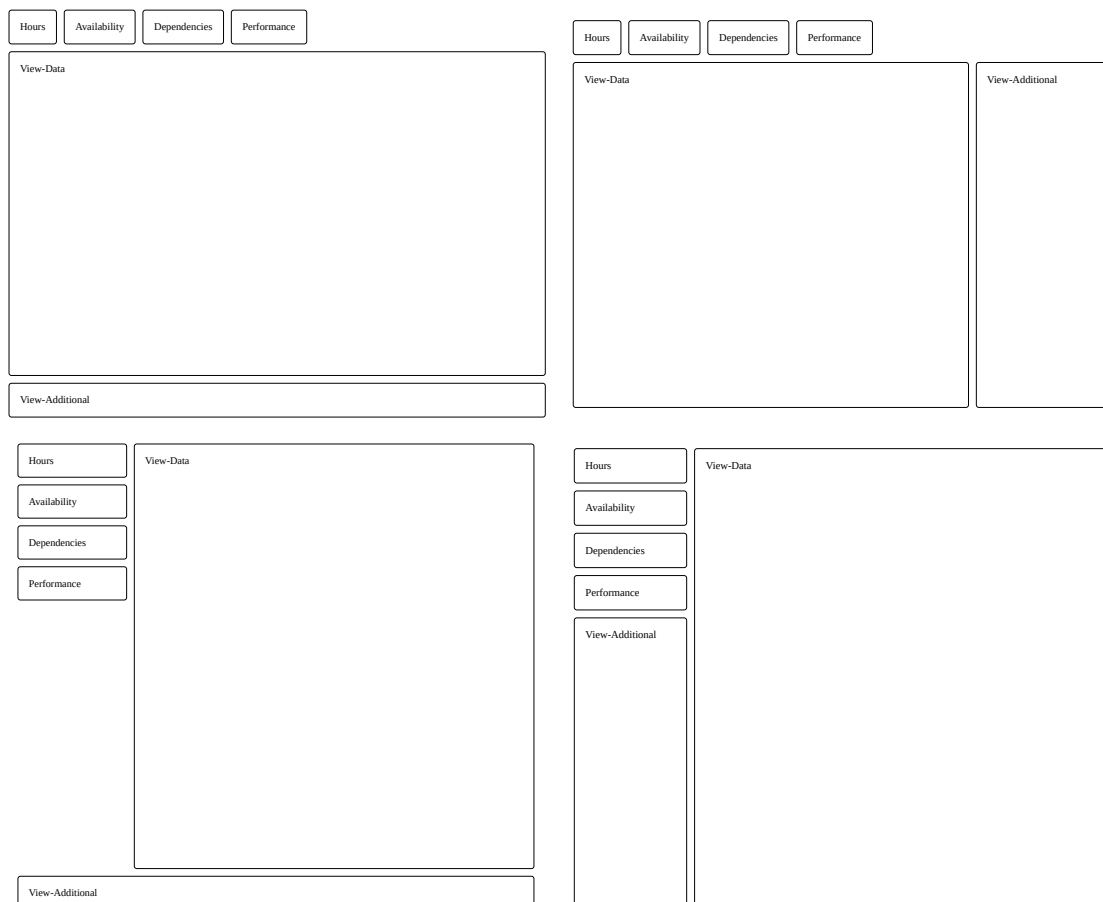 Hours Availability Dependencies Performance
View-Data
View-Additional
Hours Availability Dependencies Performance
View-Data View-Additional
Hours
View-Data
Availability
Dependencies
Performance
View-Additional
Hours
View-Data
Availability
Dependencies
Performance
View-Additional